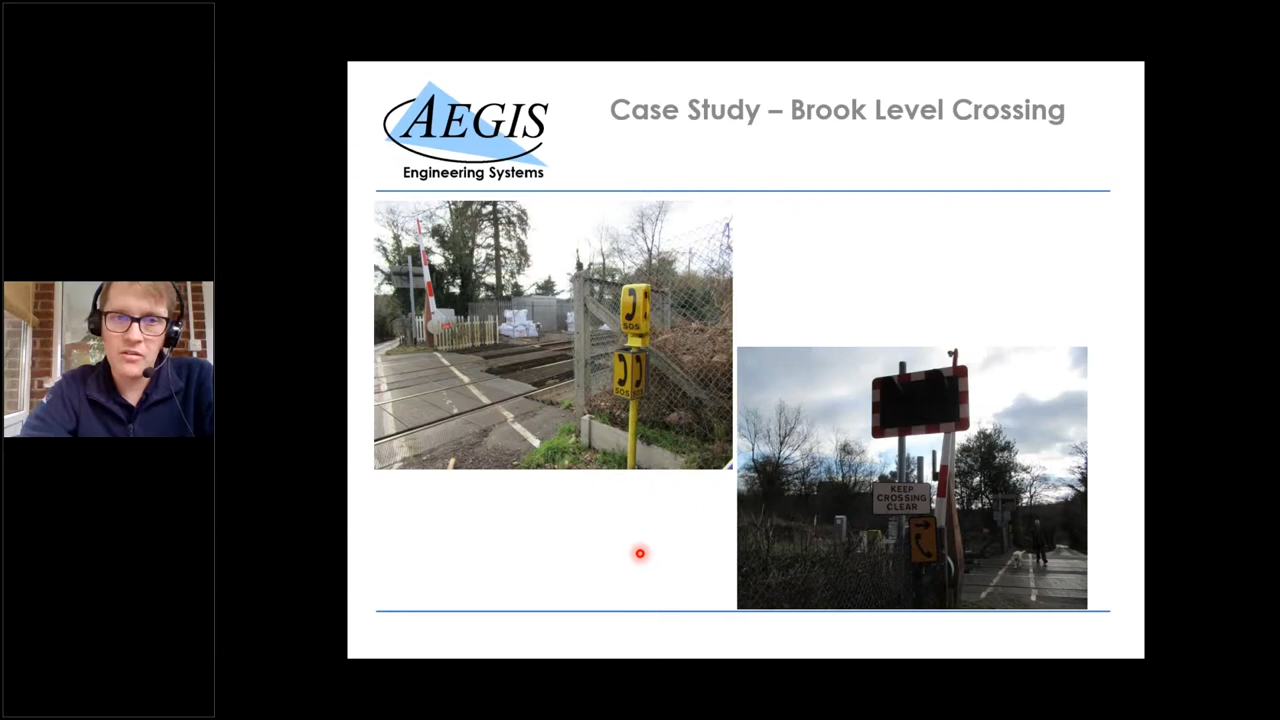 AEGIS
Engineering Systems
Case Study – Brook Level Crossing
SOS
SOS
KEEP
CROSSING
CLEAR